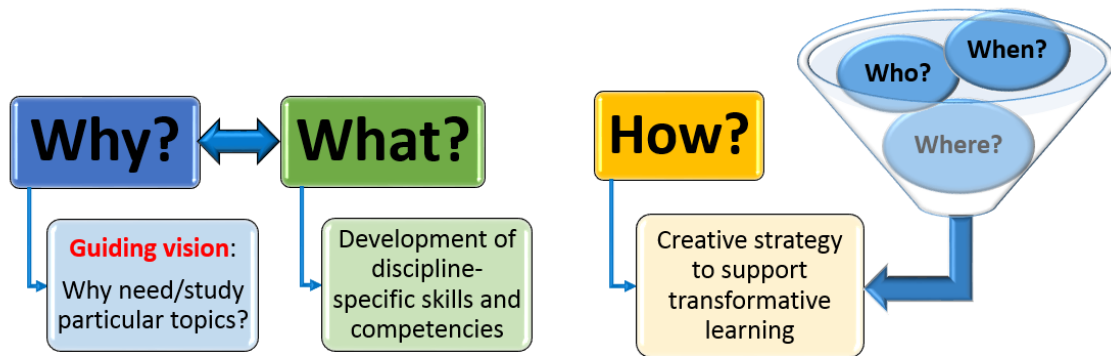 Why?
What?
How?
Who?
When?
Where?
Guiding vision:
Why need/study
particular topics?
Development of
discipline-
specific skills and
competencies
Creative strategy
to support
transformative
learning